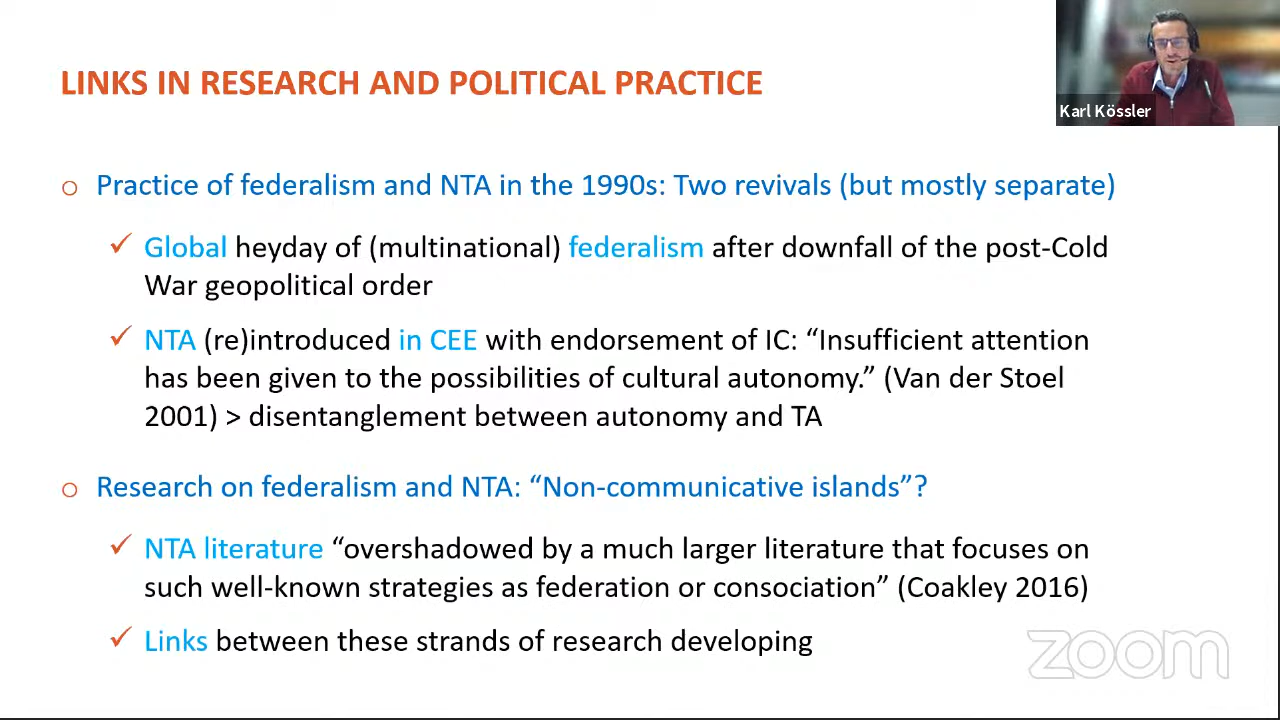 LINKS IN RESEARCH AND POLITICAL PRACTICE
Karl Kössler
o Practice of federalism and NTA in the 1990s: Two revivals (but mostly separate)
✓ Global heyday of (multinational) federalism after downfall of the post-Cold
War geopolitical order
✓ NTA (re)introduced in CEE with endorsement of IC: “Insufficient attention
has been given to the possibilities of cultural autonomy.” (Van der Stoel
2001) > disentanglement between autonomy and TA
o Research on federalism and NTA: “Non-communicative islands”?
✓ NTA literature “overshadowed by a much larger literature that focuses on
such well-known strategies as federation or consociation” (Coakley 2016)
✓ Links between these strands of research developing
zoom